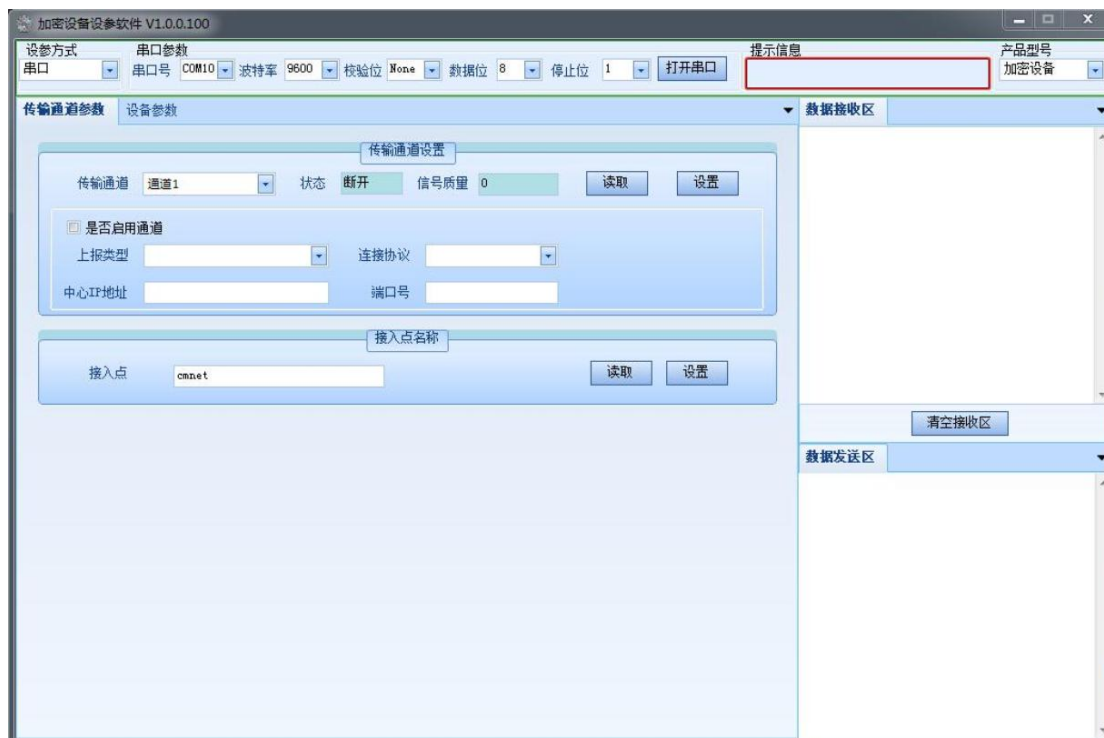 加密设备设参软件 V1.0.0.100
设参方式 串口参数 提示信息 产品型号
串口 串口号 COM10 波特率 9600 校验位 None 数据位 8 停止位 1 打开串口 加密设备
传输通道参数 设备参数 数据接收区
传输通道设置
传输通道 通道1 状态 断开 信号质量 0 读取 设置
是否启用通道
上报类型 连接协议
中心IP地址 端口号
接入点名称
接入点 cmnet 读取 设置
清空接收区
数据发送区